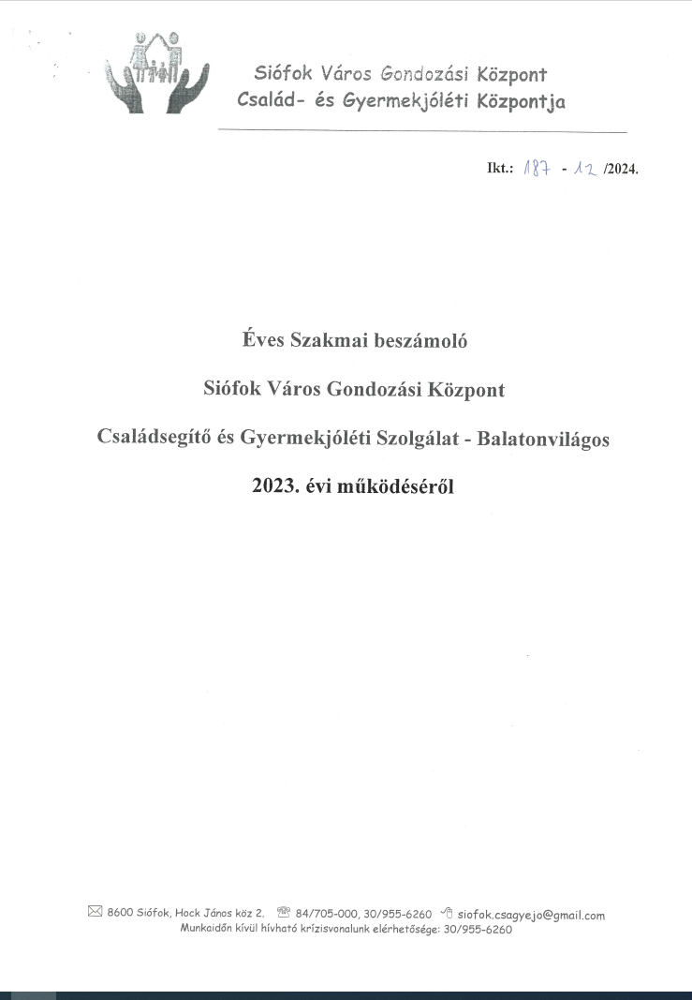 Siófok Város Gondozási Központ
Család- és Gyermekjóléti Központja
Ikt.: 187 - 12 /2024.
Éves Szakmai beszámoló
Siófok Város Gondozási Központ
Családsegítő és Gyermekjóléti Szolgálat - Balatonvilágos
2023. évi működéséről
8600 Siófok, Hock János köz 2. 84/705-000, 30/955-6260 siofok.csagyejo@gmail.com
Munkaidőn kívül hívható krízisvonalunk elérhetősége: 30/955-6260